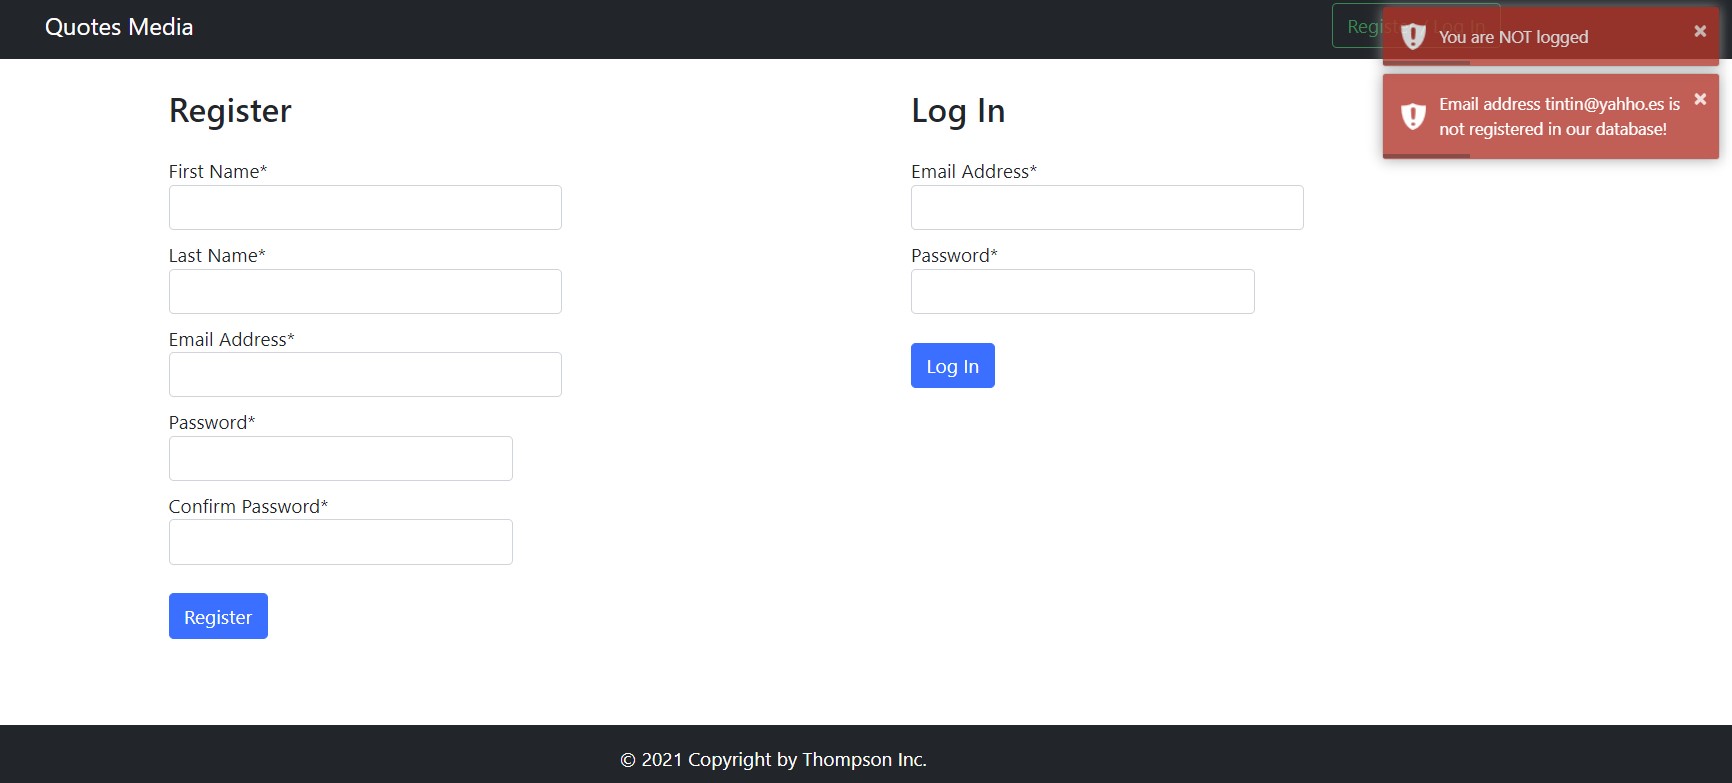 Quotes Media
Register / Log In
You are NOT logged
Email address tintin@yahho.es is
not registered in our database!
Register
First Name*
Last Name*
Email Address*
Password*
Confirm Password*
Register
Log In
Email Address*
Password*
Log In
© 2021 Copyright by Thompson Inc.